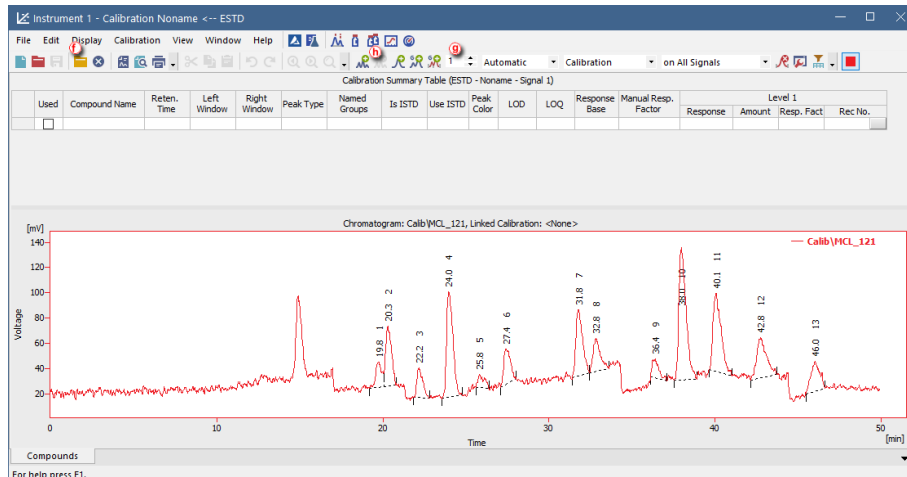 Instrument 1 - Calibration Noname <-- ESTD
File Edit Display Calibration View Window Help
f h g
1 Automatic Calibration on All Signals
Calibration Summary Table (ESTD - Noname - Signal 1)
Used Compound Name Reten. Time Left Window Right Window Peak Type Named Groups Is ISTD Use ISTD Peak Color LOD LOQ Response Base Manual Resp. Factor Level 1
Response Amount Resp. Fact Rec No.
Chromatogram: Calib\MCL_121, Linked Calibration: <None>
[mV]
Calib\MCL_121
140
120
100
80
60
40
20
Voltage
19.8 1
20.3 2
22.2 3
24.0 4
25.8 5
27.4 6
31.8 7
32.8 8
36.4 9
38.0 10
40.1 11
42.8 12
46.0 13
0 10 20 30 40 50
Time
[min]
Compounds
For help press F1.